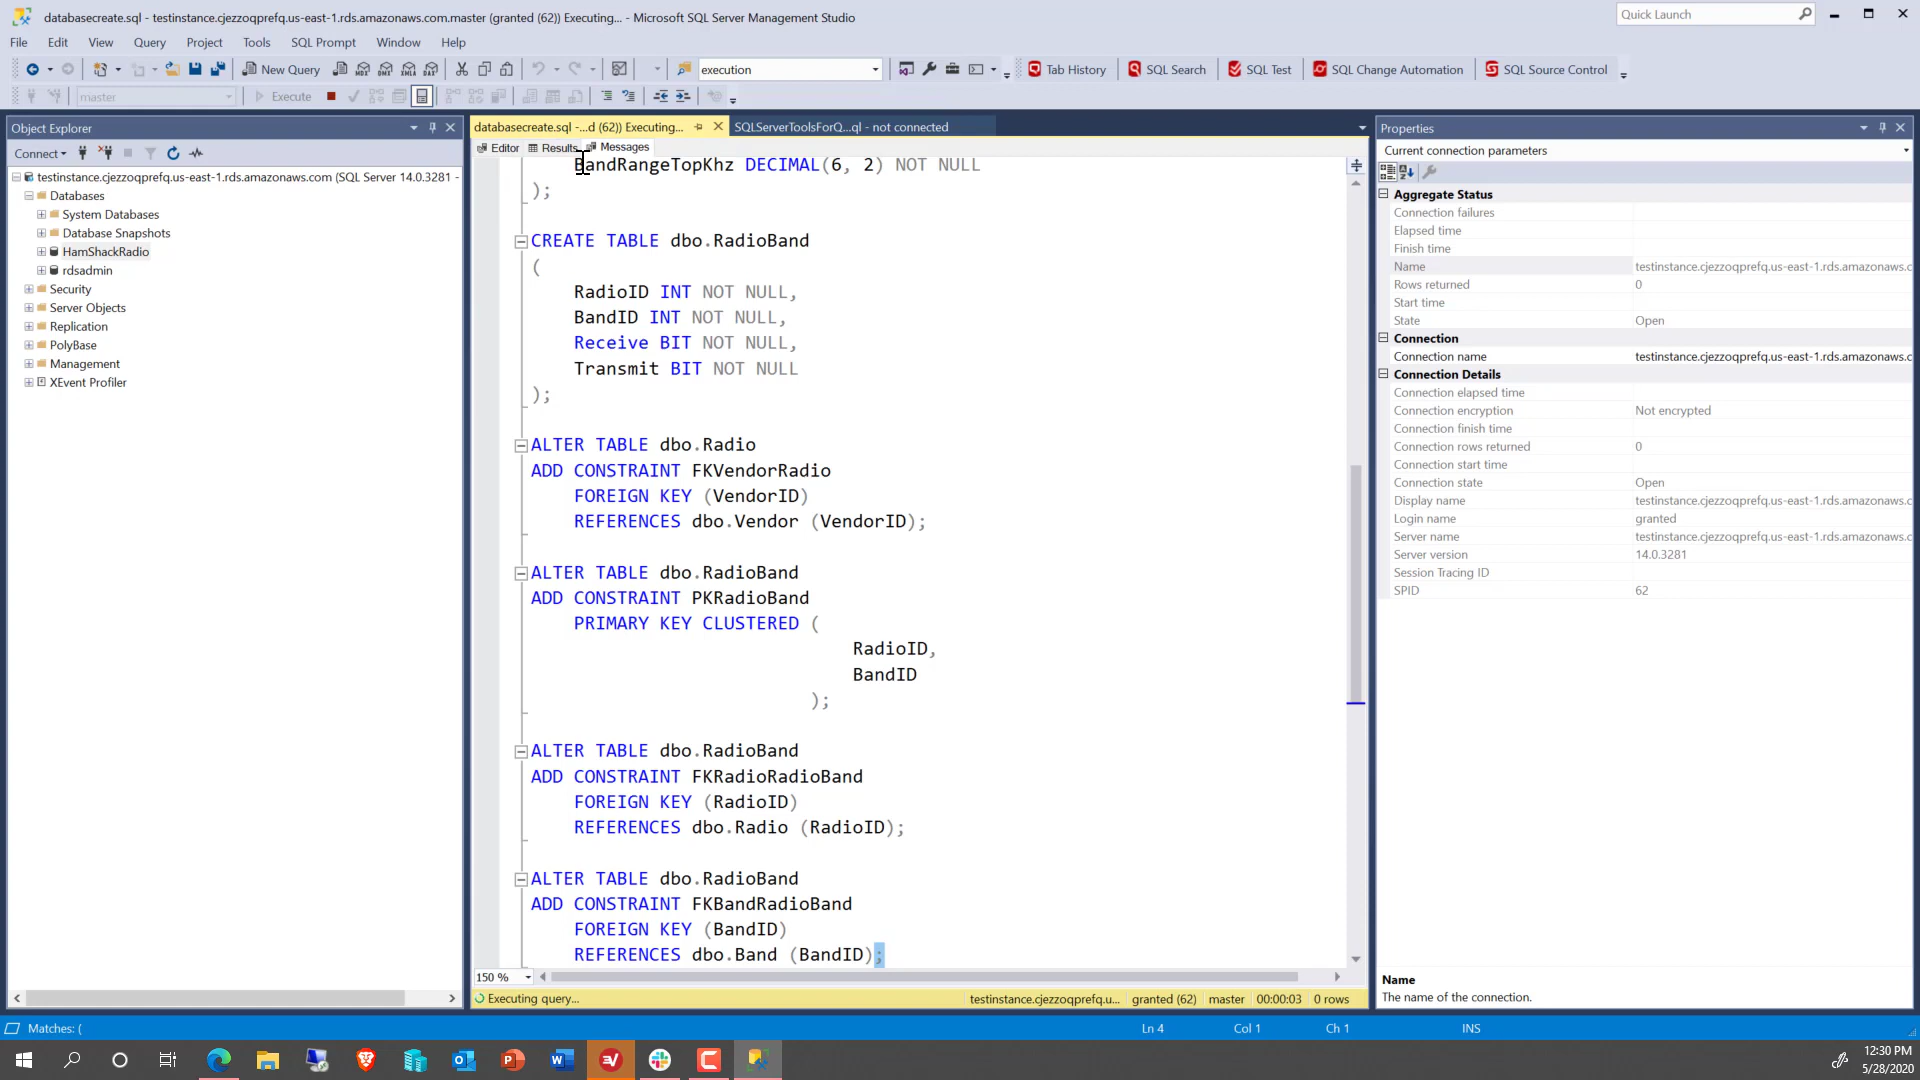 databasecreate.sql - testinstance.cjezzoqprefq.us-east-1.rds.amazonaws.com.master (granted (62)) Executing... - Microsoft SQL Server Management Studio
Quick Launch
File Edit View Query Project Tools SQL Prompt Window Help
New Query
MDX DMX XMLA DAX
execution
Tab History
SQL Search
SQL Test
SQL Change Automation
SQL Source Control
master
Execute
Object Explorer
Connect
testinstance.cjezzoqprefq.us-east-1.rds.amazonaws.com (SQL Server 14.0.3281 -
Databases
System Databases
Database Snapshots
HamShackRadio
rdsadmin
Security
Server Objects
Replication
PolyBase
Management
XEvent Profiler
databasecreate.sql -...d (62)) Executing...
SQLServerToolsForQ...ql - not connected
Editor
Results
Messages
BandRangeTopKhz DECIMAL(6, 2) NOT NULL
);
CREATE TABLE dbo.RadioBand
(
RadioID INT NOT NULL,
BandID INT NOT NULL,
Receive BIT NOT NULL,
Transmit BIT NOT NULL
);
ALTER TABLE dbo.Radio
ADD CONSTRAINT FKVendorRadio
FOREIGN KEY (VendorID)
REFERENCES dbo.Vendor (VendorID);
ALTER TABLE dbo.RadioBand
ADD CONSTRAINT PKRadioBand
PRIMARY KEY CLUSTERED (
RadioID,
BandID
);
ALTER TABLE dbo.RadioBand
ADD CONSTRAINT FKRadioRadioBand
FOREIGN KEY (RadioID)
REFERENCES dbo.Radio (RadioID);
ALTER TABLE dbo.RadioBand
ADD CONSTRAINT FKBandRadioBand
FOREIGN KEY (BandID)
REFERENCES dbo.Band (BandID);
150 %
Executing query...
testinstance.cjezzoqprefq.u...
granted (62)
master
00:00:03
0 rows
Properties
Current connection parameters
Aggregate Status
Connection failures
Elapsed time
Finish time
Name testinstance.cjezzoqprefq.us-east-1.rds.amazonaws.c
Rows returned 0
Start time
State Open
Connection
Connection name testinstance.cjezzoqprefq.us-east-1.rds.amazonaws.c
Connection Details
Connection elapsed time
Connection encryption Not encrypted
Connection finish time
Connection rows returned 0
Connection start time
Connection state Open
Display name testinstance.cjezzoqprefq.us-east-1.rds.amazonaws.c
Login name granted
Server name testinstance.cjezzoqprefq.us-east-1.rds.amazonaws.c
Server version 14.0.3281
Session Tracing ID
SPID 62
Name
The name of the connection.
Matches: (
Ln 4
Col 1
Ch 1
INS
12:30 PM
5/28/2020